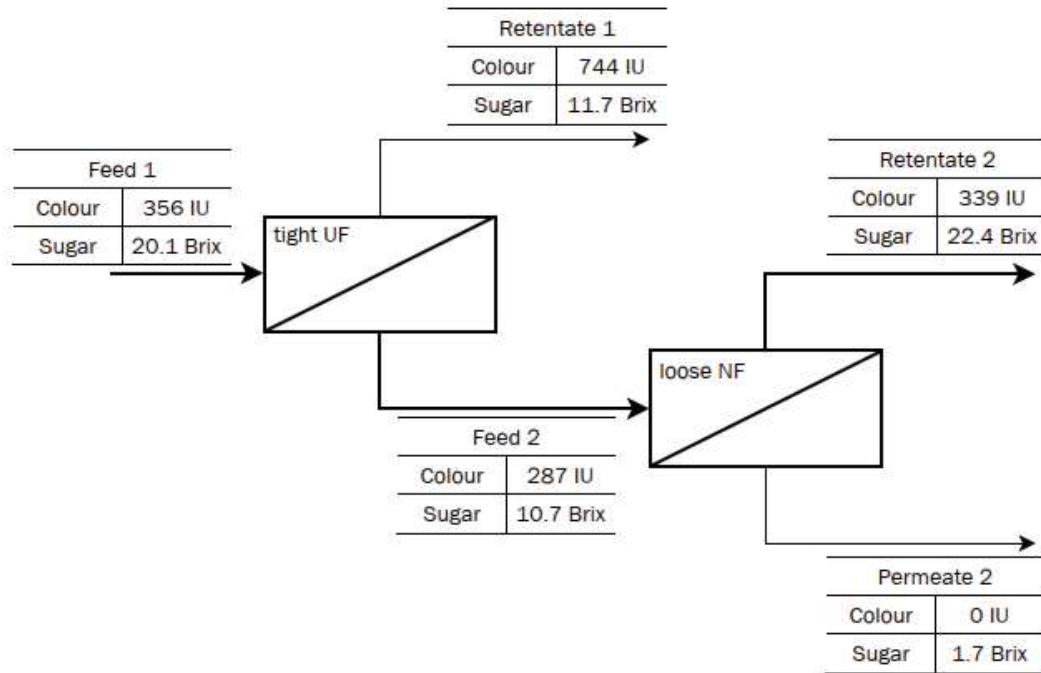 Retentate 1
Colour 744 IU
Sugar 11.7 Brix
Feed 1
Colour 356 IU
Sugar 20.1 Brix
tight UF
Retentate 2
Colour 339 IU
Sugar 22.4 Brix
loose NF
Feed 2
Colour 287 IU
Sugar 10.7 Brix
Permeate 2
Colour 0 IU
Sugar 1.7 Brix